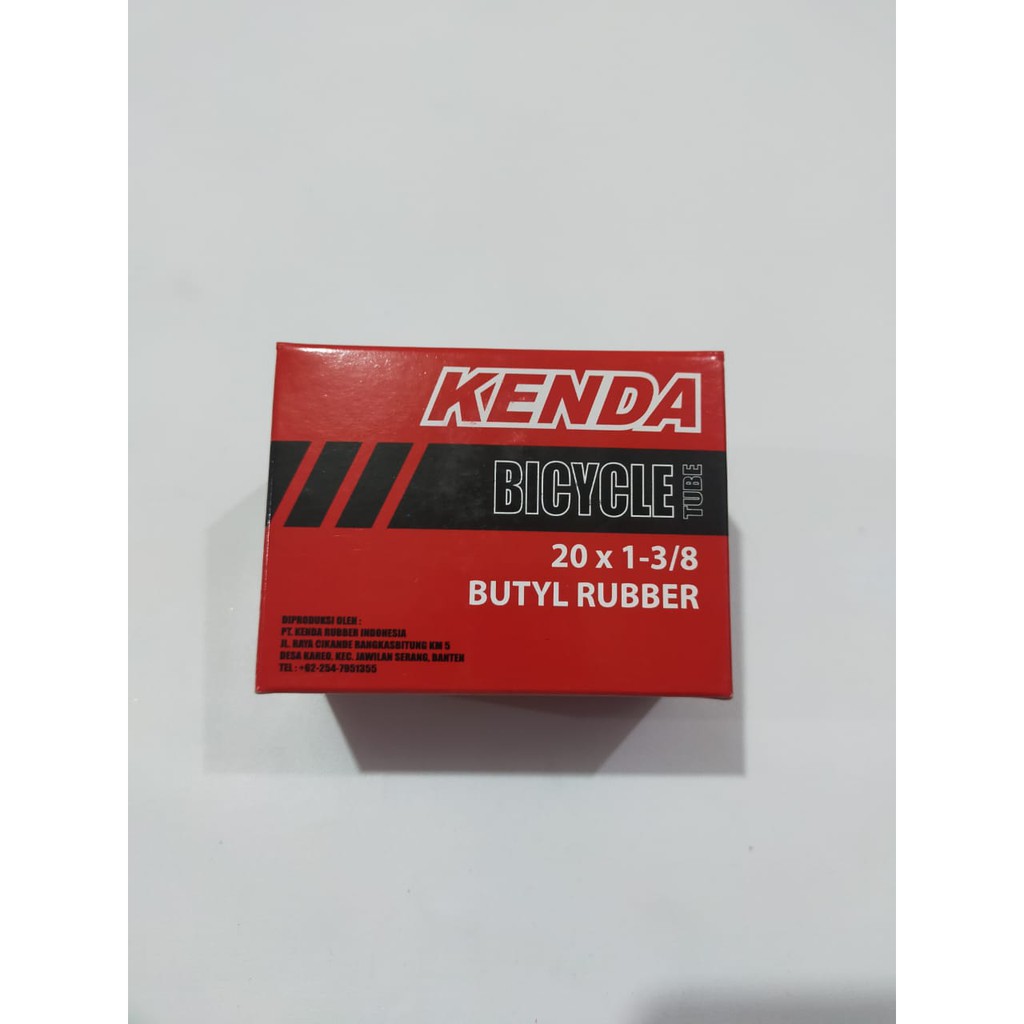 KENDA
BICYCLE TUBE
20 x 1-3/8
BUTYL RUBBER
DIPRODUKSI OLEH :
PT. KENDA RUBBER INDONESIA
JL. RAYA CIKANDE RANGKASBITUNG KM 5
DESA KAREO, KEC. JAWILAN SERANG, BANTEN
TEL : +62-254-7951355